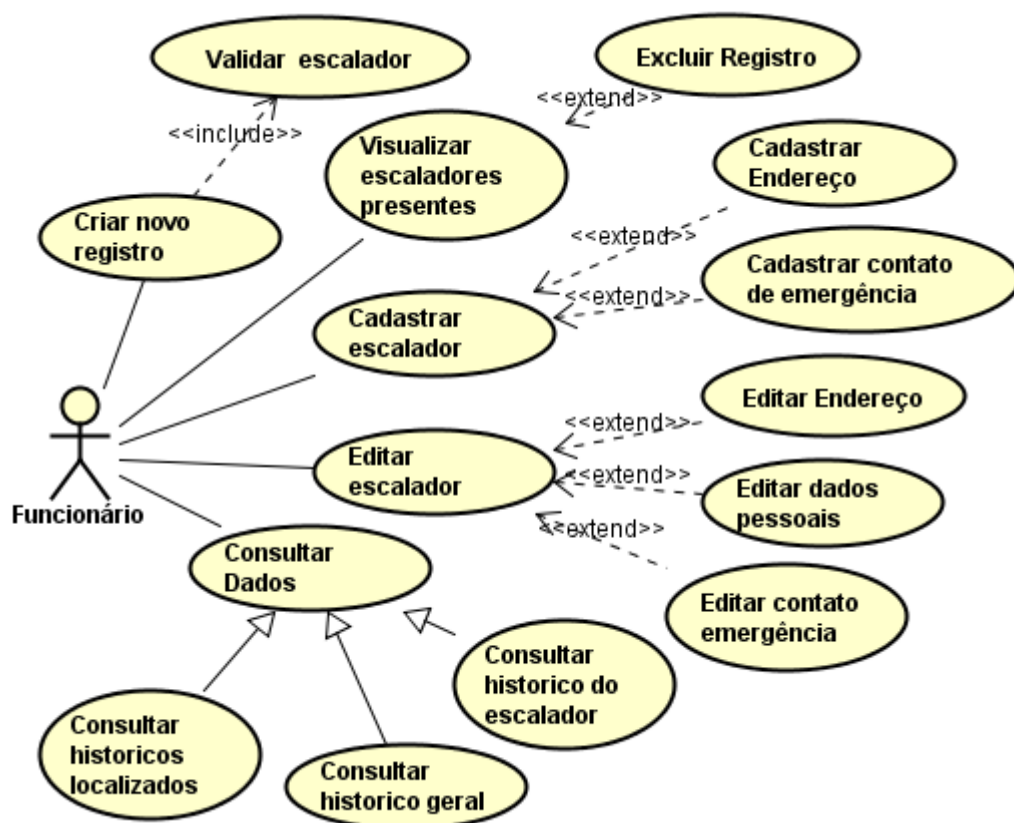 Validar escalador
Excluir Registro
<<extend>>
<<include>>
Visualizar
escaladores
presentes
Cadastrar
Endereço
Criar novo
registro
<<extend>>
Cadastrar contato
de emergência
<<extend>>
Cadastrar
escalador
Editar Endereço
<<extend>>
Editar
escalador
<<extend>>
Editar dados
pessoais
Funcionário
<<extend>>
Consultar
Dados
Editar contato
emergência
Consultar
historico do
escalador
Consultar
historicos
localizados
Consultar
historico geral